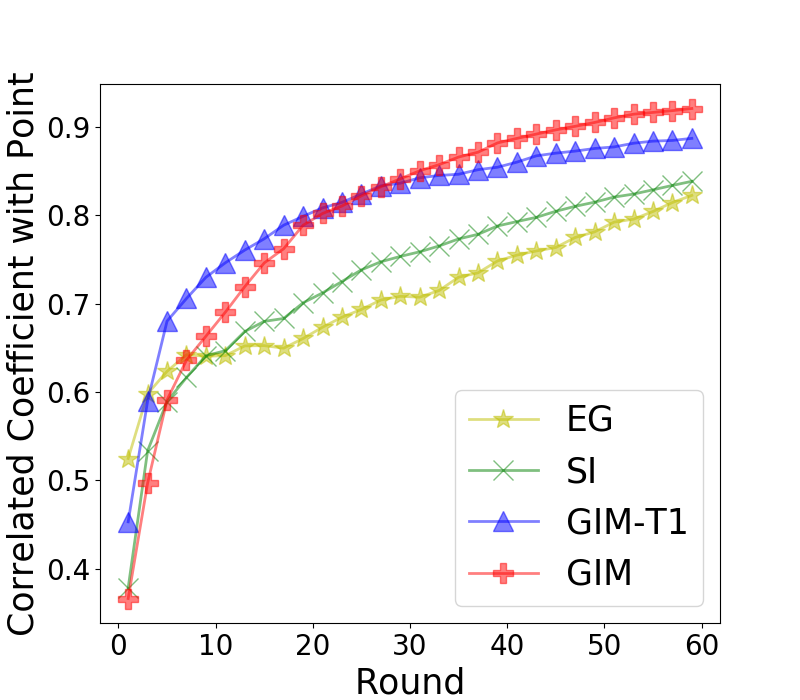 Correlated Coefficient with Point
0.9
0.8
0.7
0.6
0.5
0.4
0 10 20 30 40 50 60
Round
EG
SI
GIM-T1
GIM